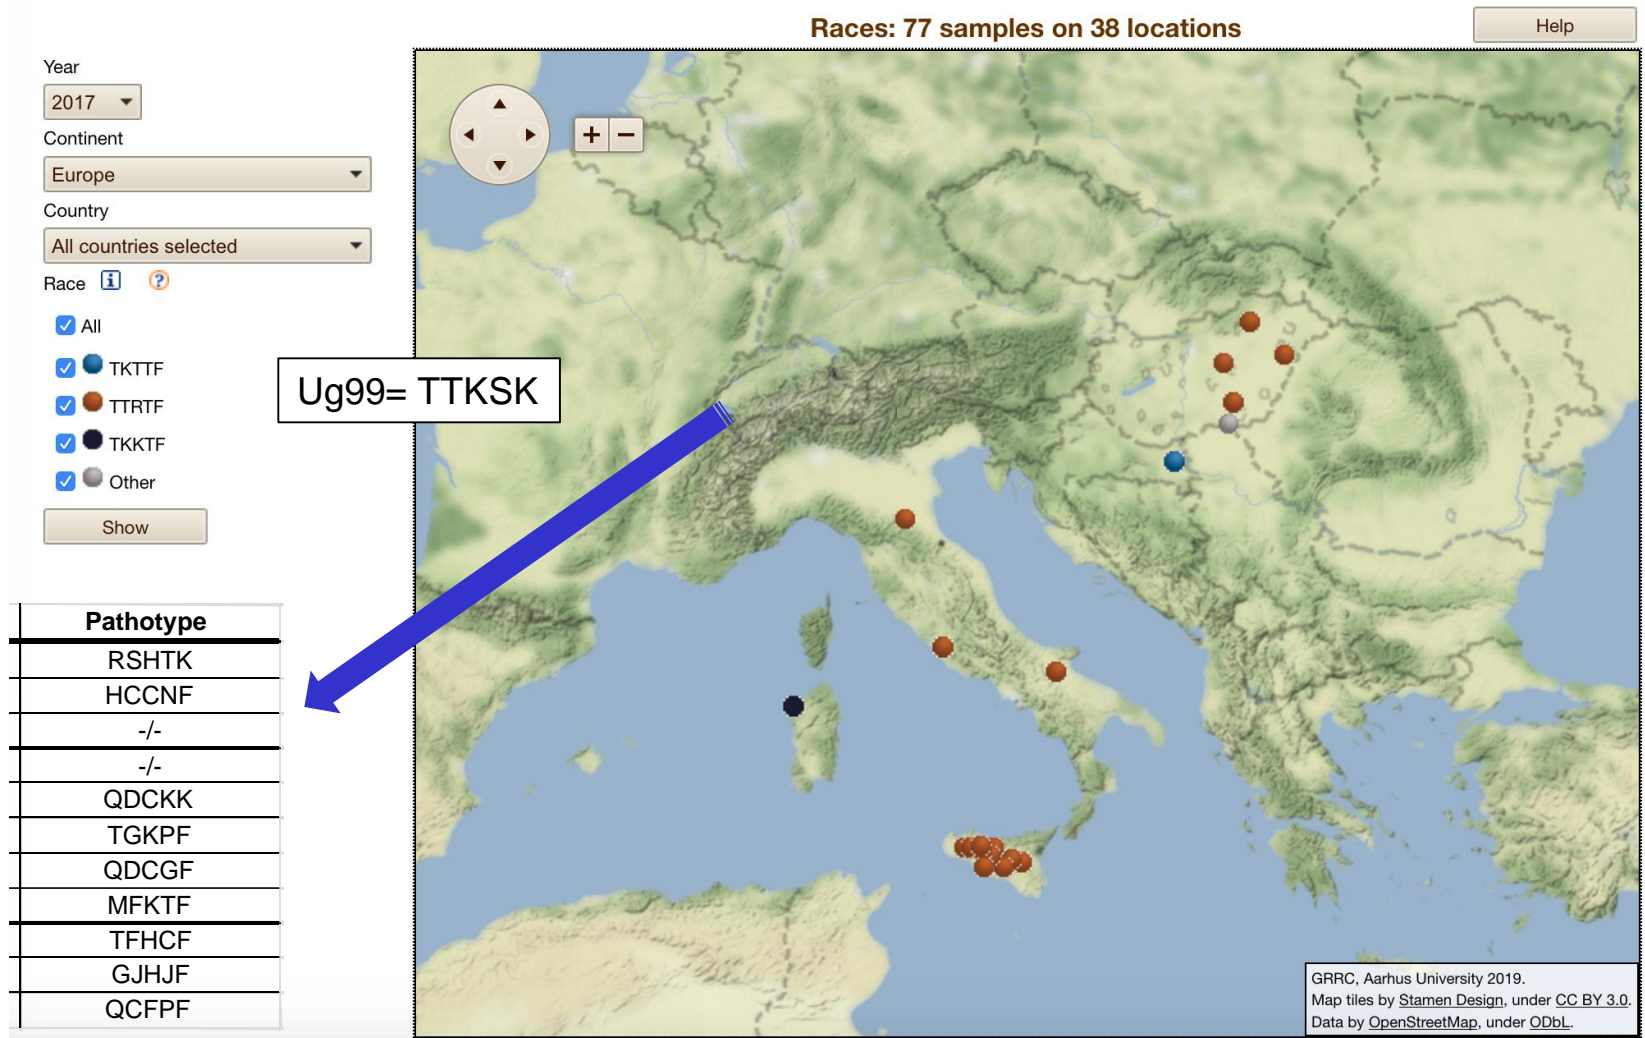 Races: 77 samples on 38 locations
Help
Year
2017
Continent
Europe
Country
All countries selected
Race
All
TKTTF
TTRTF
TKKTF
Other
Show
Ug99= TTKSK
Pathotype
RSHTK
HCCNF
-/-
-/-
QDCKK
TGKPF
QDCGF
MFKTF
TFHCF
GJHJF
QCFPF
GRRC, Aarhus University 2019.
Map tiles by Stamen Design, under CC BY 3.0.
Data by OpenStreetMap, under ODbL.